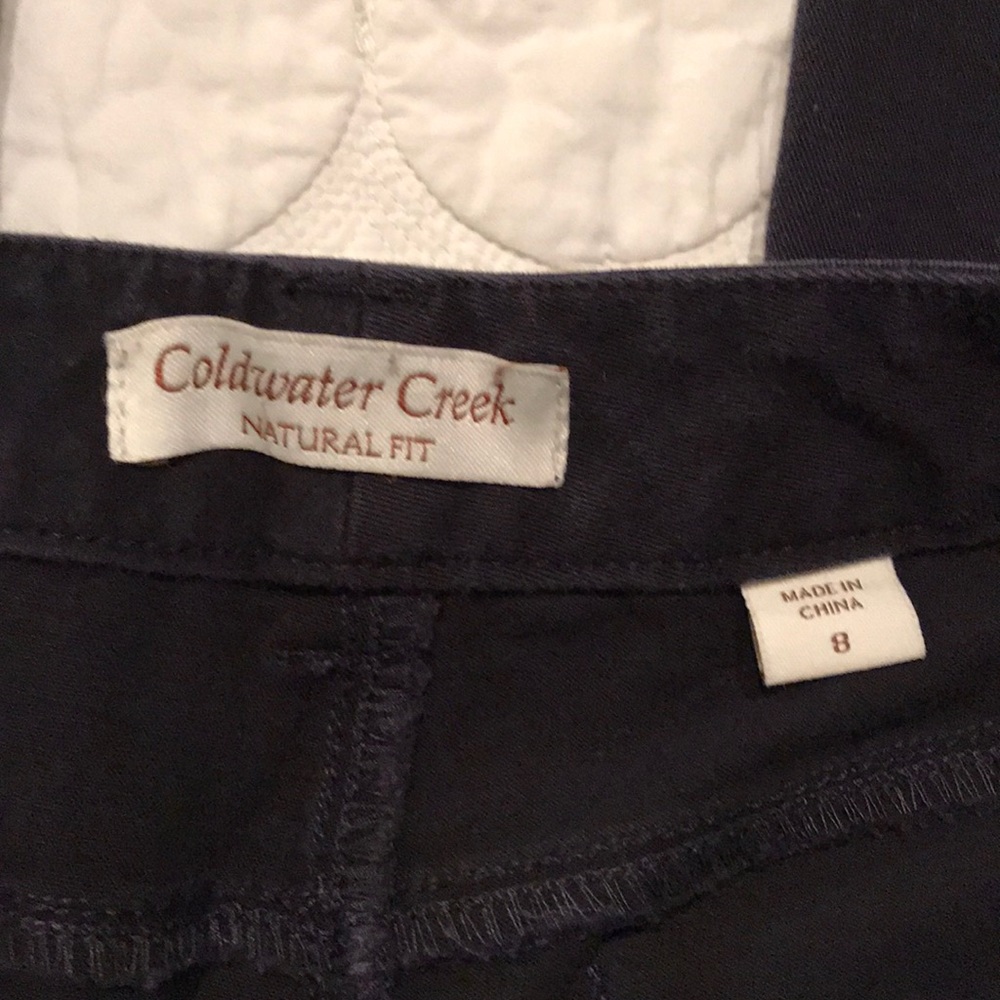 Coldwater Creek
NATURAL FIT
MADE IN
CHINA
8